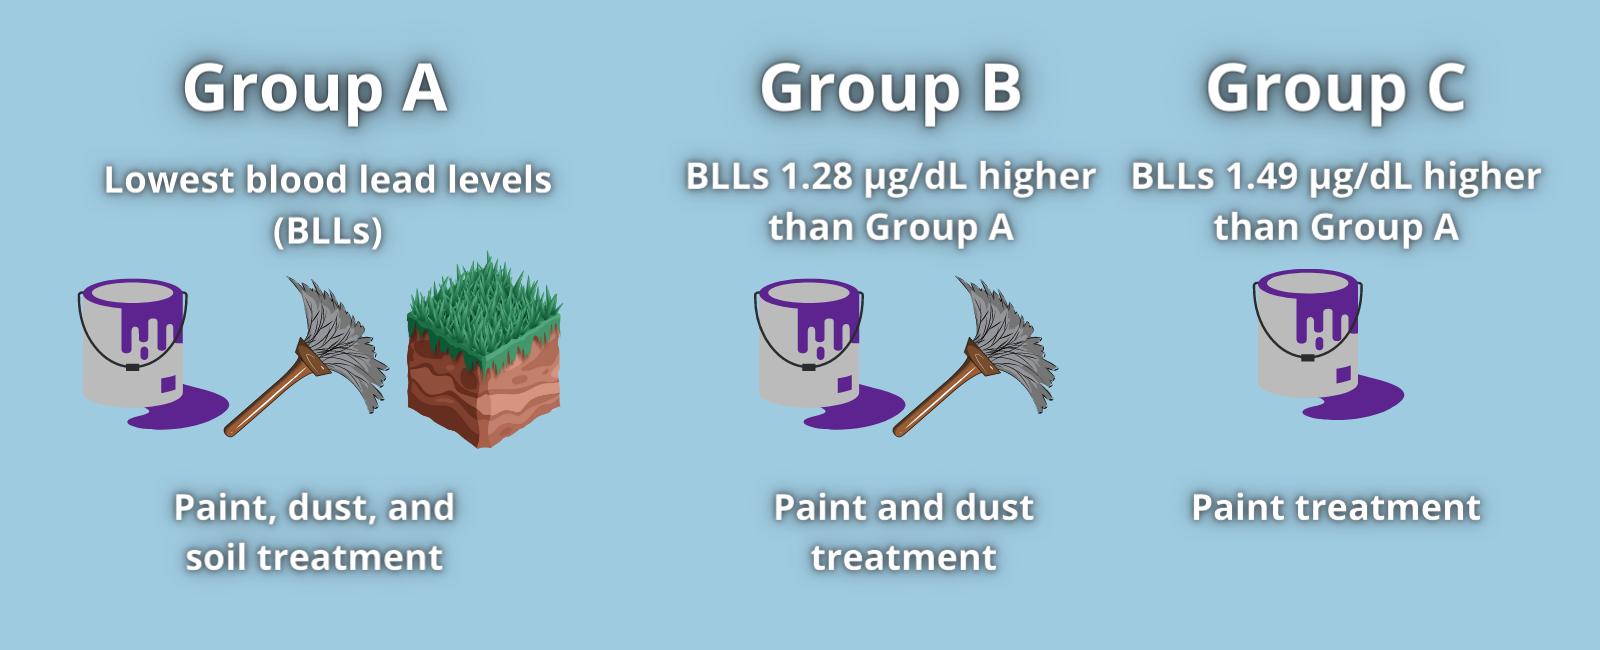 Group A
Lowest blood lead levels
(BLLs)
Paint, dust, and
soil treatment
Group B
BLLs 1.28 µg/dL higher
than Group A
Paint and dust
treatment
Group C
BLLs 1.49 µg/dL higher
than Group A
Paint treatment